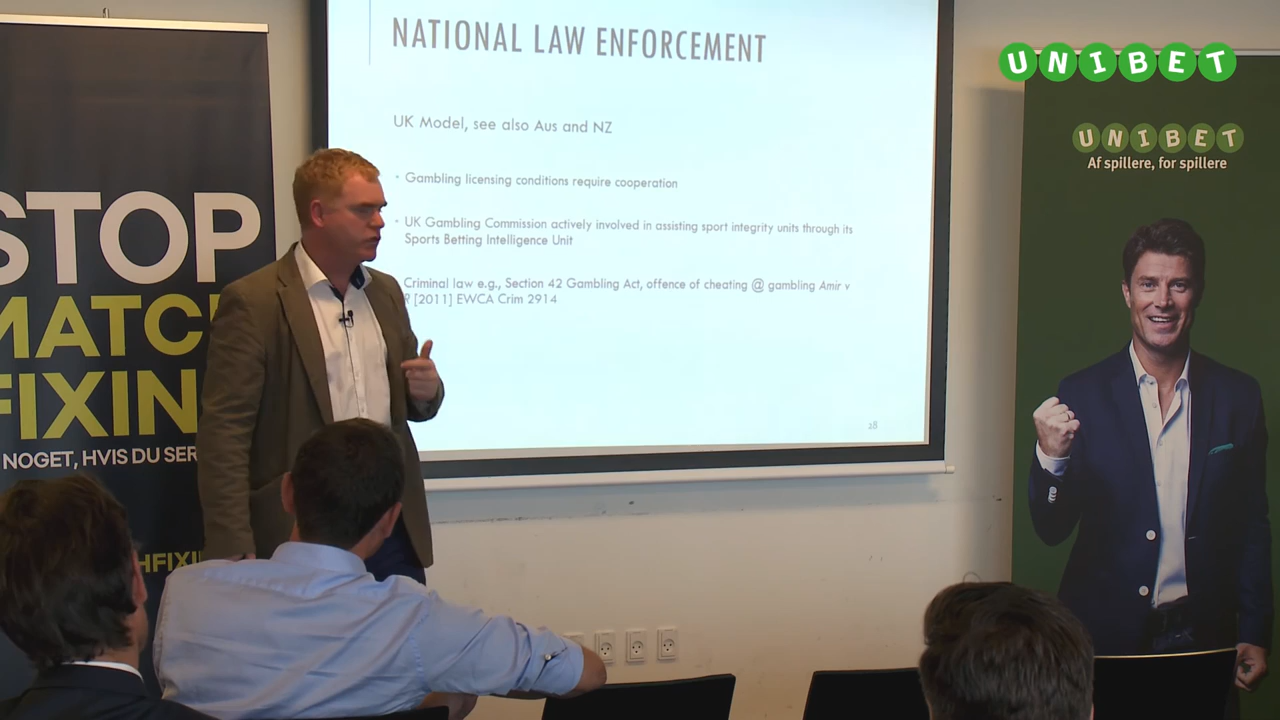 NATIONAL LAW ENFORCEMENT
UK Model, see also Aus and NZ
Gambling licensing conditions require cooperation
UK Gambling Commission actively involved in assisting sport integrity units through its
Sports Betting Intelligence Unit
Criminal law e.g., Section 42 Gambling Act, offence of cheating @ gambling Amir v
R [2011] EWCA Crim 2914
28
STOP
MATC
FIXIN
NOGET, HVIS DU SER
HFIXI
UNIBET
UNIBET
Af spillere, for spillere